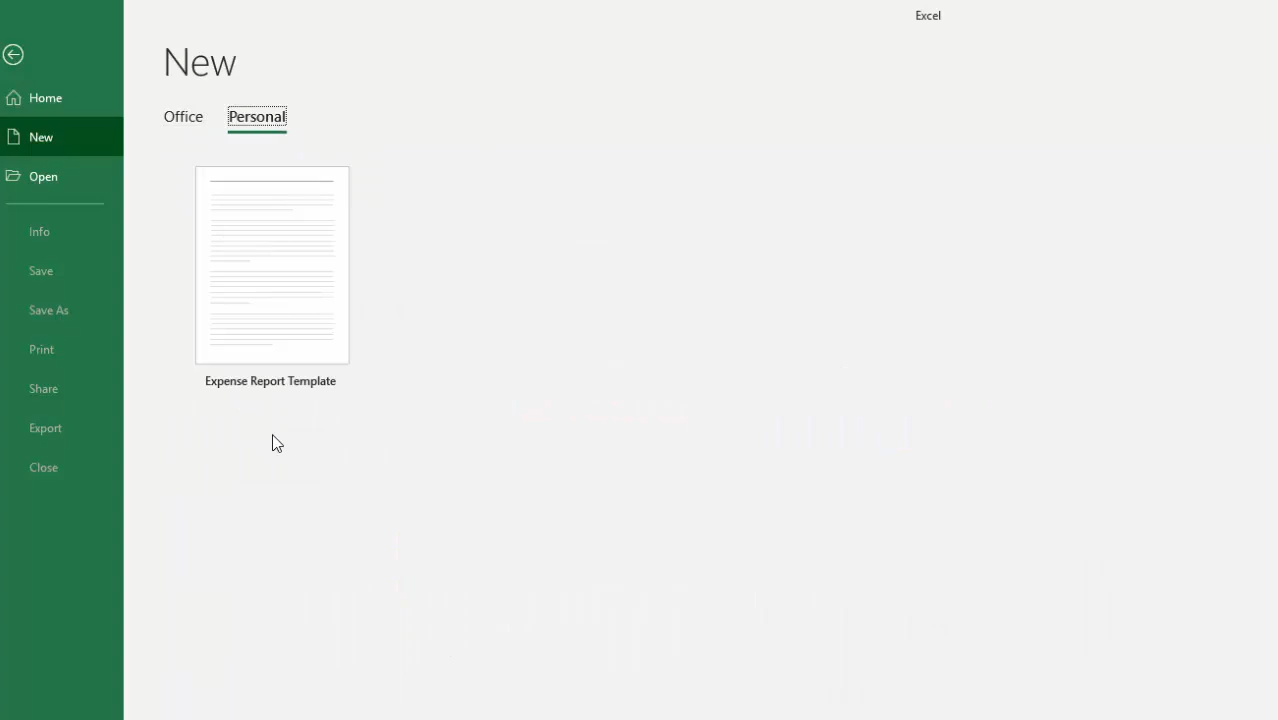 Excel
New
Office Personal
Home
New
Open
Info
Save
Save As
Print
Share
Export
Close
Expense Report Template